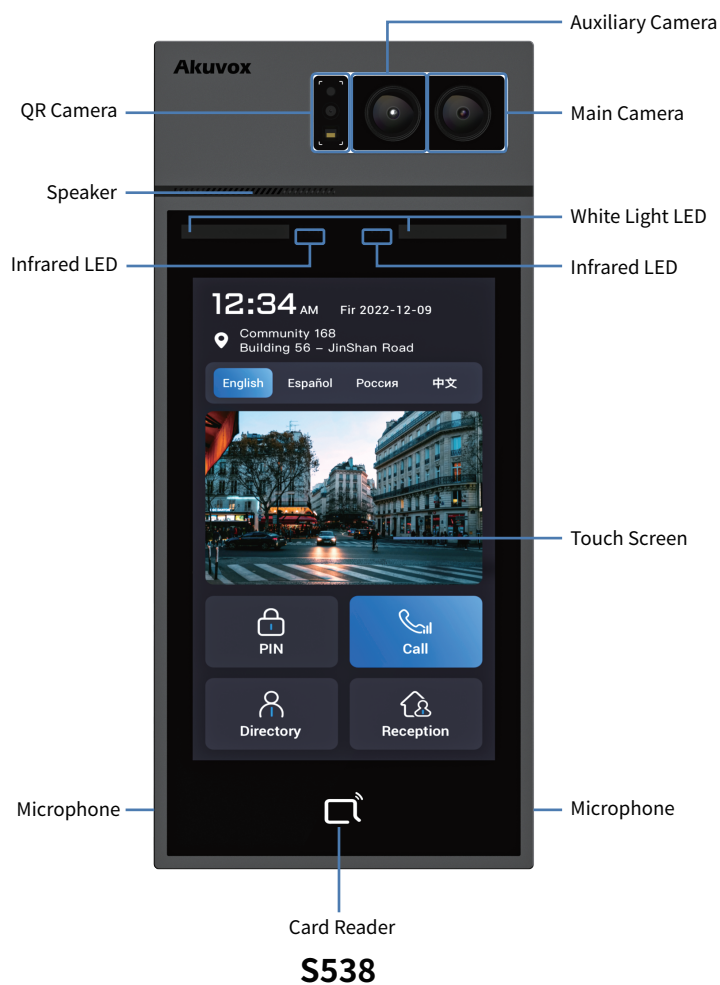 Auxiliary Camera
Akuvox
QR Camera
Main Camera
Speaker
White Light LED
Infrared LED
Infrared LED
12:34 AM Fir 2022-12-09
Community 168
Building 56 – JinShan Road
English Español Россия 中文
Touch Screen
PIN
Call
Directory
Reception
Microphone
Microphone
Card Reader
S538